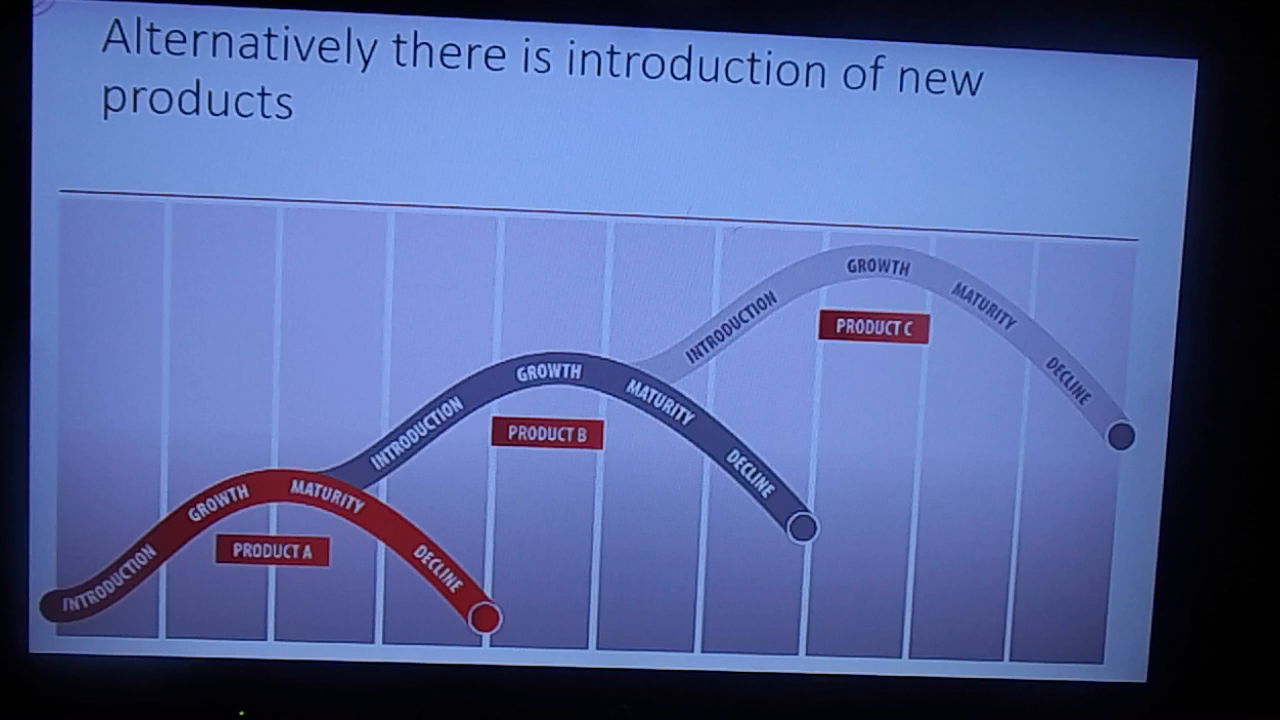 Alternatively there is introduction of new
products
INTRODUCTION
GROWTH
MATURITY
DECLINE
PRODUCT A
INTRODUCTION
GROWTH
MATURITY
DECLINE
PRODUCT B
INTRODUCTION
GROWTH
MATURITY
DECLINE
PRODUCT C